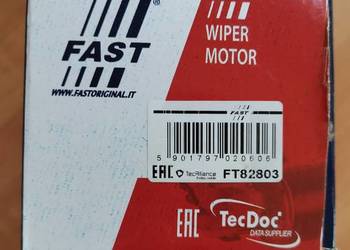 FAST®
WWW.FASTORIGINAL.IT
WIPER
MOTOR
FAST
5 901797 020606
EAC TecAlliance FT82803
EAC TecDoc
DATA SUPPLIER